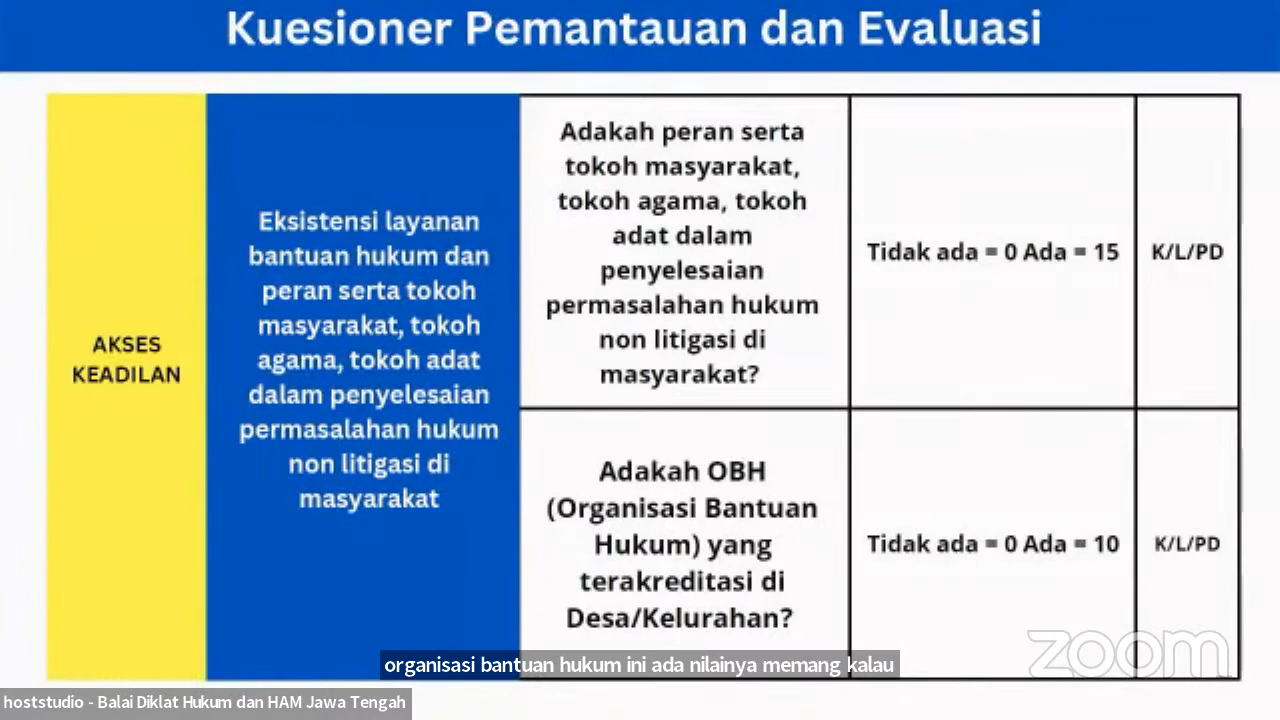 Kuesioner Pemantauan dan Evaluasi
AKSES
KEADILAN
Eksistensi layanan
bantuan hukum dan
peran serta tokoh
masyarakat, tokoh
agama, tokoh adat
dalam penyelesaian
permasalahan hukum
non litigasi di
masyarakat
Adakah peran serta
tokoh masyarakat,
tokoh agama, tokoh
adat dalam
penyelesaian
permasalahan hukum
non litigasi di
masyarakat?
Tidak ada = 0 Ada = 15
K/L/PD
Adakah OBH
(Organisasi Bantuan
Hukum) yang
terakreditasi di
Desa/Kelurahan?
Tidak ada = 0 Ada = 10
K/L/PD
organisasi bantuan hukum ini ada nilainya memang kalau
zoom
hoststudio - Balai Diklat Hukum dan HAM Jawa Tengah